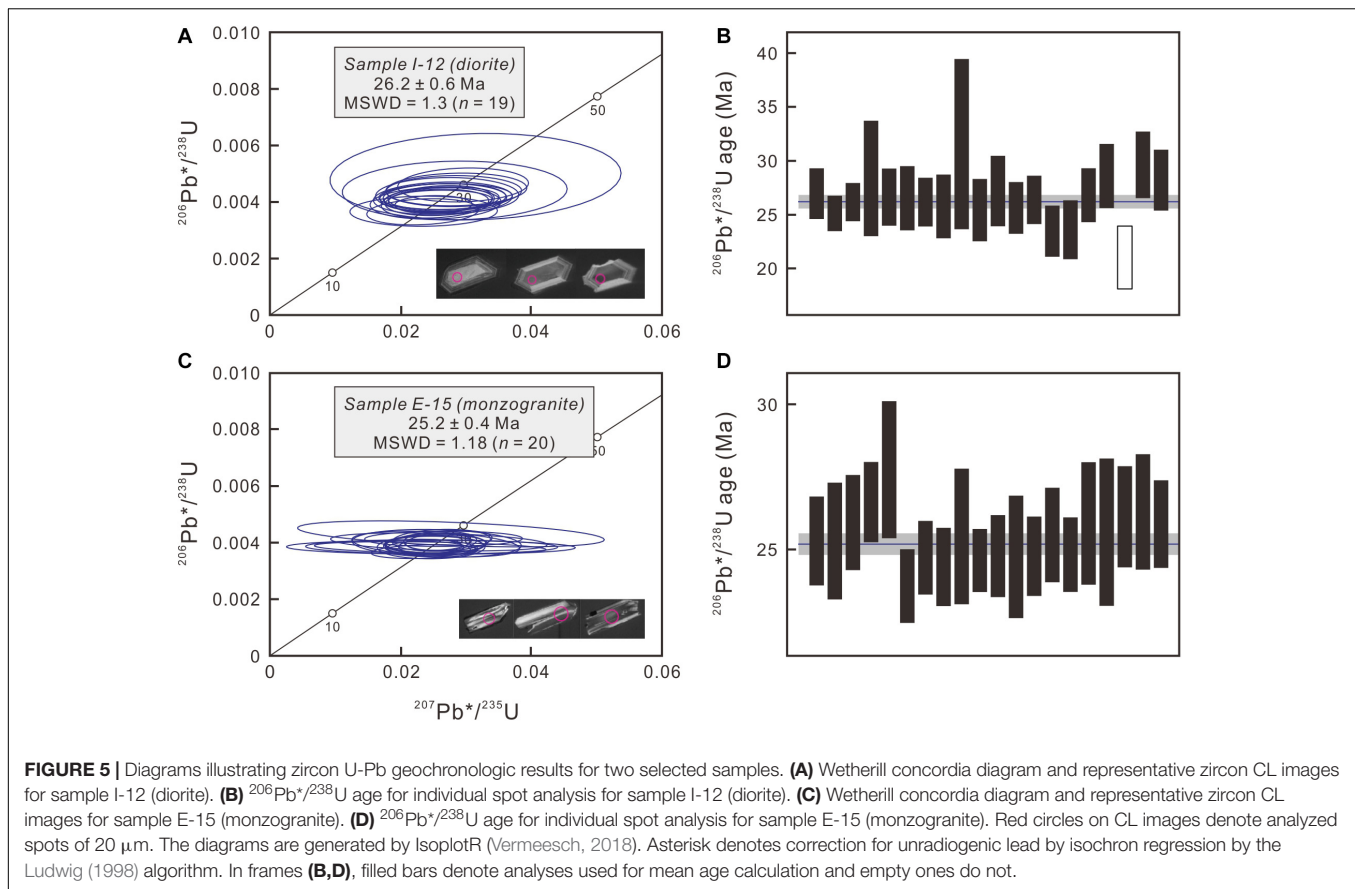 A
0.010
0.008
0.006
0.004
0.002
0
²⁰⁶Pb*/²³⁸U
Sample I-12 (diorite)
26.2 ± 0.6 Ma
MSWD = 1.3 (n = 19)
50
30
10
0
0.02
0.04
0.06
B
40
35
30
25
20
²⁰⁶Pb*/²³⁸U age (Ma)
C
0.010
0.008
0.006
0.004
0.002
0
²⁰⁶Pb*/²³⁸U
Sample E-15 (monzogranite)
25.2 ± 0.4 Ma
MSWD = 1.18 (n = 20)
50
10
0
0.02
0.04
0.06
²⁰⁷Pb*/²³⁵U
D
30
25
²⁰⁶Pb*/²³⁸U age (Ma)
FIGURE 5 | Diagrams illustrating zircon U-Pb geochronologic results for two selected samples. (A) Wetherill concordia diagram and representative zircon CL images
for sample I-12 (diorite). (B) ²⁰⁶Pb*/²³⁸U age for individual spot analysis for sample I-12 (diorite). (C) Wetherill concordia diagram and representative zircon CL
images for sample E-15 (monzogranite). (D) ²⁰⁶Pb*/²³⁸U age for individual spot analysis for sample E-15 (monzogranite). Red circles on CL images denote analyzed
spots of 20 μm. The diagrams are generated by IsoplotR (Vermeesch, 2018). Asterisk denotes correction for unradiogenic lead by isochron regression by the
Ludwig (1998) algorithm. In frames (B,D), filled bars denote analyses used for mean age calculation and empty ones do not.